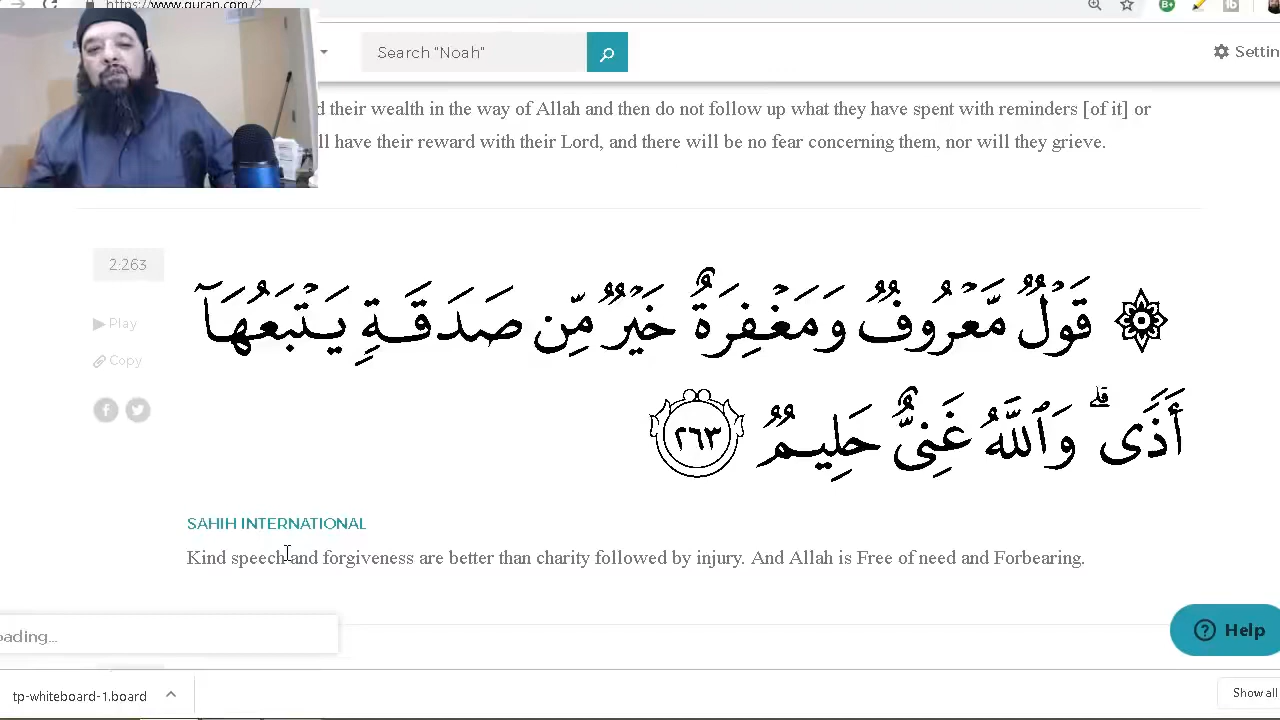 https://www.quran.com/2
Search "Noah"
their wealth in the way of Allah and then do not follow up what they have spent with reminders [of it] or
have their reward with their Lord, and there will be no fear concerning them, nor will they grieve.
2:263
Play
Copy
۞ قَوْلٌ مَّعْرُوفٌ وَمَغْفِرَةٌ خَيْرٌ مِّن صَدَقَةٍ يَتْبَعُهَآ
أَذًى ۗ وَٱللَّهُ غَنِىٌّ حَلِيمٌ ٢٦٣
SAHIH INTERNATIONAL
Kind speech and forgiveness are better than charity followed by injury. And Allah is Free of need and Forbearing.
oading...
Help
tp-whiteboard-1.board
Show all